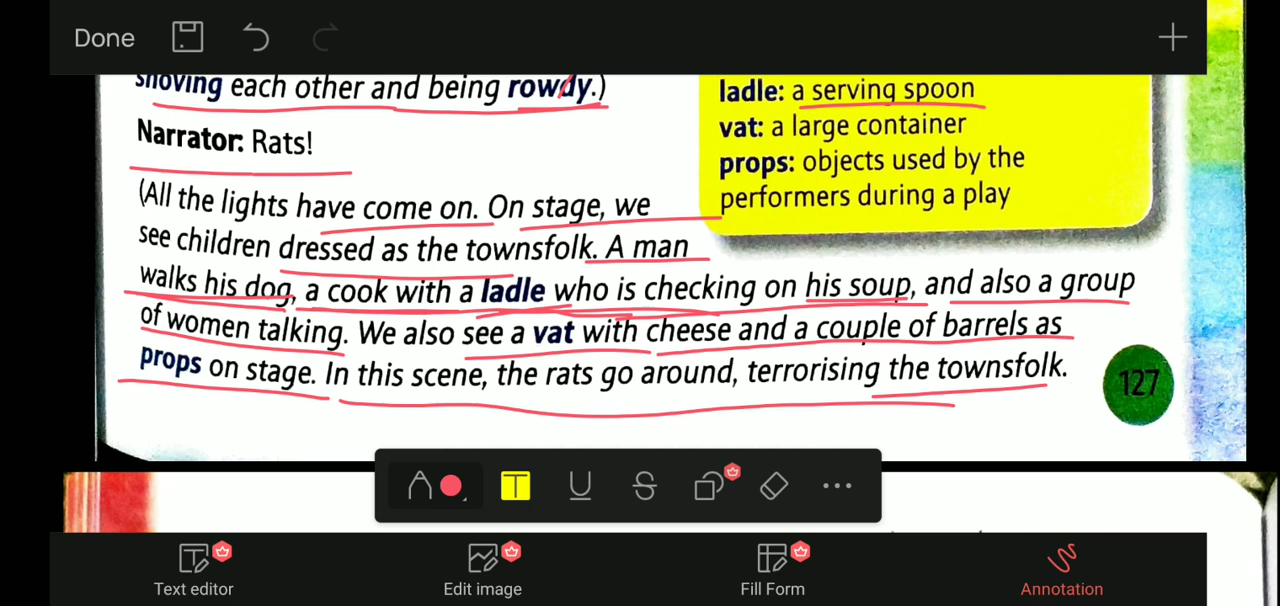 Done
shoving each other and being rowdy.)
Narrator: Rats!
(All the lights have come on. On stage, we
see children dressed as the townsfolk. A man
walks his dog, a cook with a ladle who is checking on his soup, and also a group
of women talking. We also see a vat with cheese and a couple of barrels as
props on stage. In this scene, the rats go around, terrorising the townsfolk.
ladle: a serving spoon
vat: a large container
props: objects used by the
performers during a play
127
T
U
S
Text editor
Edit image
Fill Form
Annotation